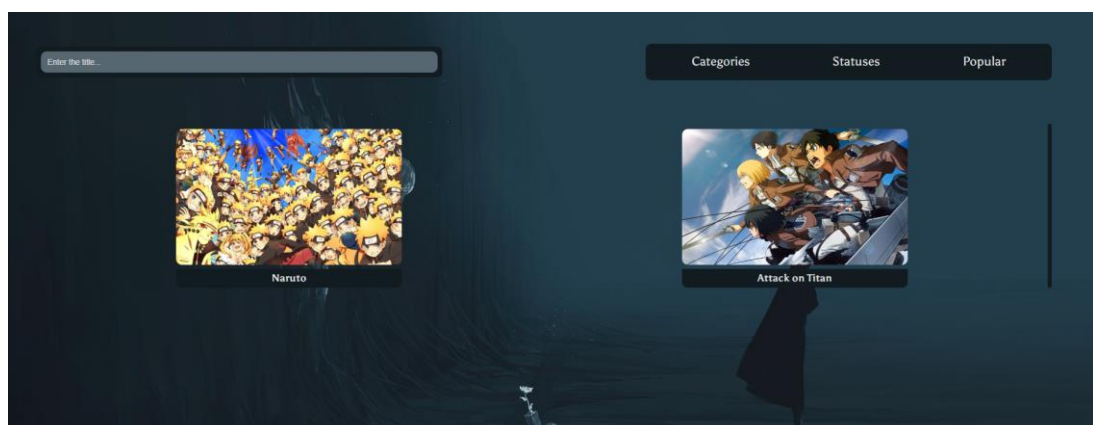 Enter the title...
Categories Statuses Popular
Naruto
Attack on Titan